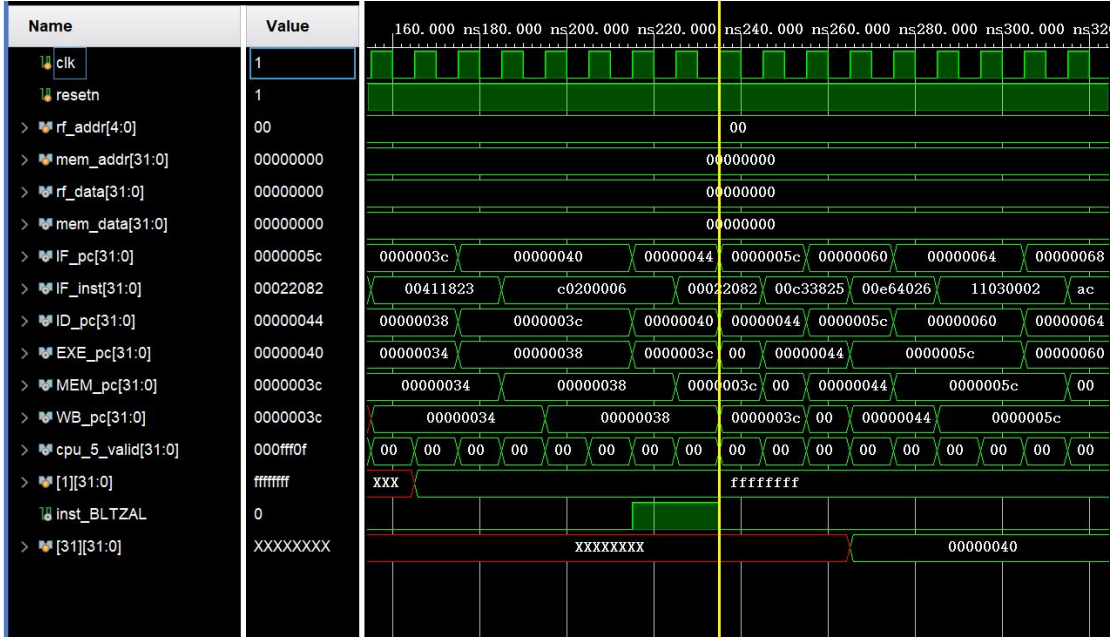 Name Value 160.000 ns 180.000 ns 200.000 ns 220.000 ns 240.000 ns 260.000 ns 280.000 ns 300.000 ns 320.
clk 1
resetn 1
> rf_addr[4:0] 00 00
> mem_addr[31:0] 00000000 00000000
> rf_data[31:0] 00000000 00000000
> mem_data[31:0] 00000000 00000000
> IF_pc[31:0] 0000005c 0000003c 00000040 00000044 0000005c 00000060 00000064 00000068
> IF_inst[31:0] 00022082 00411823 c0200006 00022082 00c33825 00e64026 11030002 ac
> ID_pc[31:0] 00000044 00000038 0000003c 00000040 00000044 0000005c 00000060 00000064
> EXE_pc[31:0] 00000040 00000034 00000038 0000003c 00 00000044 0000005c 00000060
> MEM_pc[31:0] 0000003c 00000034 00000038 0000003c 00 00000044 0000005c 00
> WB_pc[31:0] 0000003c 00000034 00000038 0000003c 00 00000044 0000005c
> cpu_5_valid[31:0] 000fff0f 00 00 00 00 00 00 00 00 00 00 00 00 00 00 00 00 00
> [1][31:0] ffffffff XXX ffffffff
inst_BLTZAL 0
> [31][31:0] XXXXXXXX XXXXXXXX 00000040